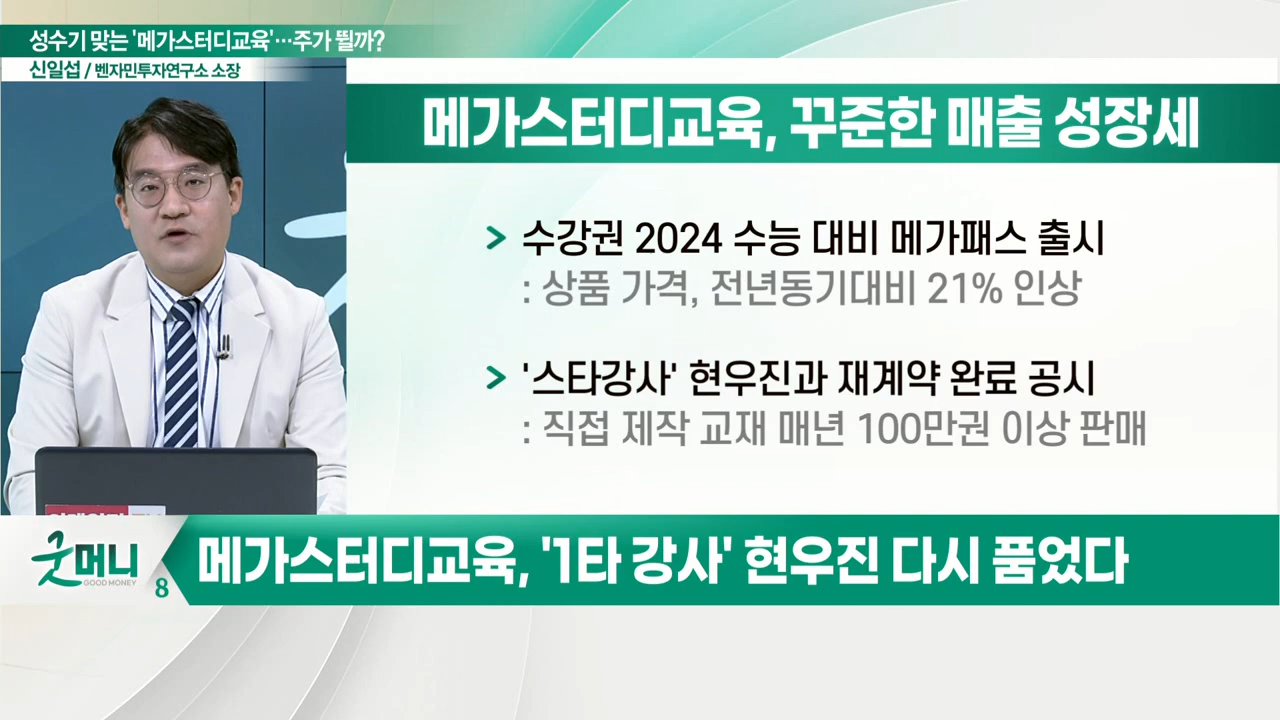 성수기 맞는 '메가스터디교육'…주가 뛸까?
신일섭 / 벤자민투자연구소 소장
메가스터디교육, 꾸준한 매출 성장세
> 수강권 2024 수능 대비 메가패스 출시
: 상품 가격, 전년동기대비 21% 인상
> '스타강사' 현우진과 재계약 완료 공시
: 직접 제작 교재 매년 100만권 이상 판매
굿머니
GOOD MONEY
8
메가스터디교육, '1타 강사' 현우진 다시 품었다